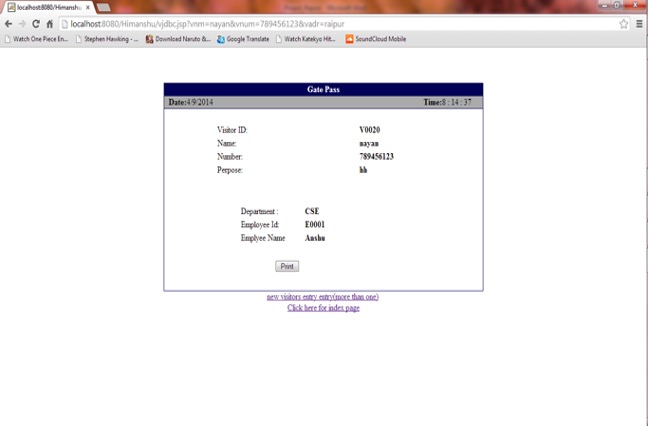 localhost:8080/Himanshu
localhost:8080/Himanshu/vjdbc.jsp?vnm=nayan&vnum=789456123&vadr=raipur
Watch One Piece En... Stephen Hawking - ... Download Naruto &... Google Translate Watch Katekyo Hit... SoundCloud Mobile
Gate Pass
Date:4/9/2014 Time:8 : 14 : 37
Visitor ID: V0020
Name: nayan
Number: 789456123
Perpose: hh
Department : CSE
Employee Id: E0001
Emplyee Name Anshu
Print
new visitors entry entry(more than one)
Click here for index page